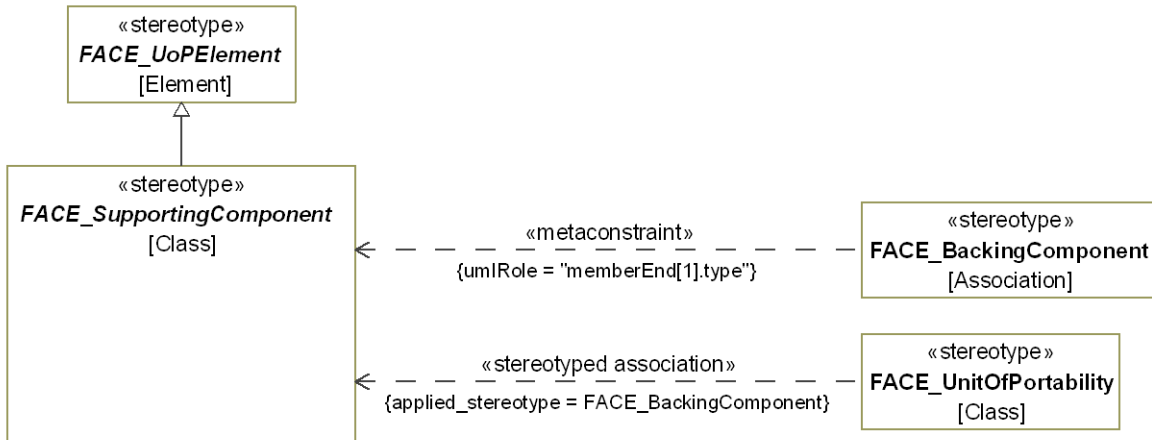 «stereotype»
FACE_UoPElement
[Element]
«stereotype»
FACE_SupportingComponent
[Class]
«metaconstraint»
{umlRole = "memberEnd[1].type"}
«stereotype»
FACE_BackingComponent
[Association]
«stereotyped association»
{applied_stereotype = FACE_BackingComponent}
«stereotype»
FACE_UnitOfPortability
[Class]